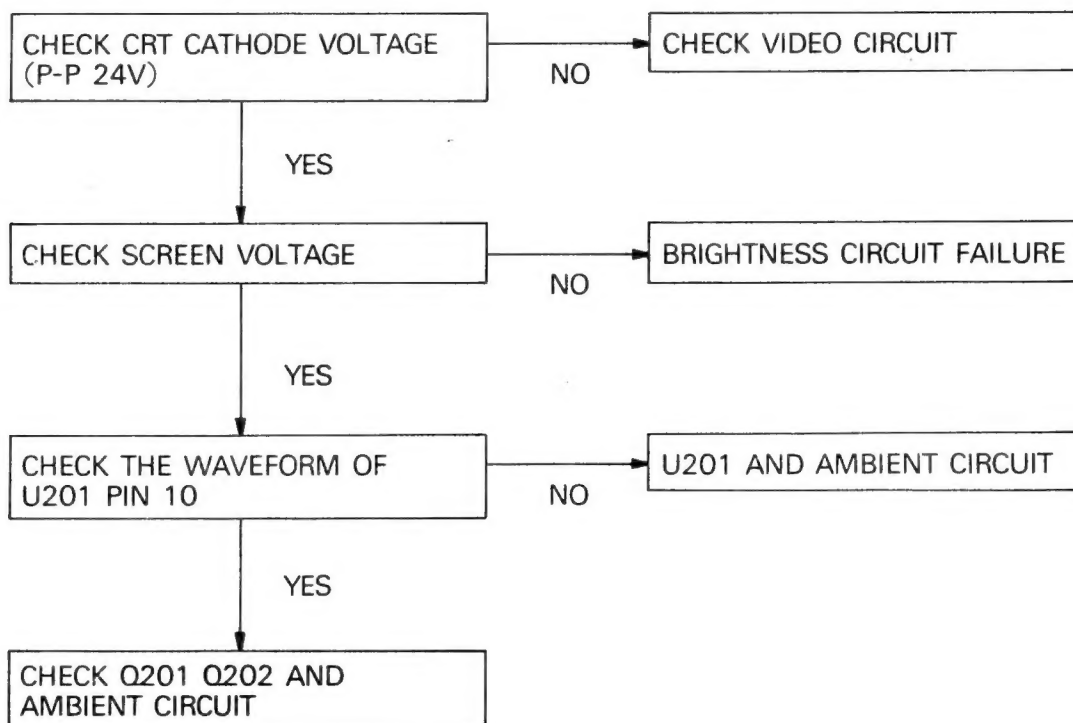 CHECK CRT CATHODE VOLTAGE
(P-P 24V)
NO
CHECK VIDEO CIRCUIT
YES
CHECK SCREEN VOLTAGE
NO
BRIGHTNESS CIRCUIT FAILURE
YES
CHECK THE WAVEFORM OF
U201 PIN 10
NO
U201 AND AMBIENT CIRCUIT
YES
CHECK Q201 Q202 AND
AMBIENT CIRCUIT